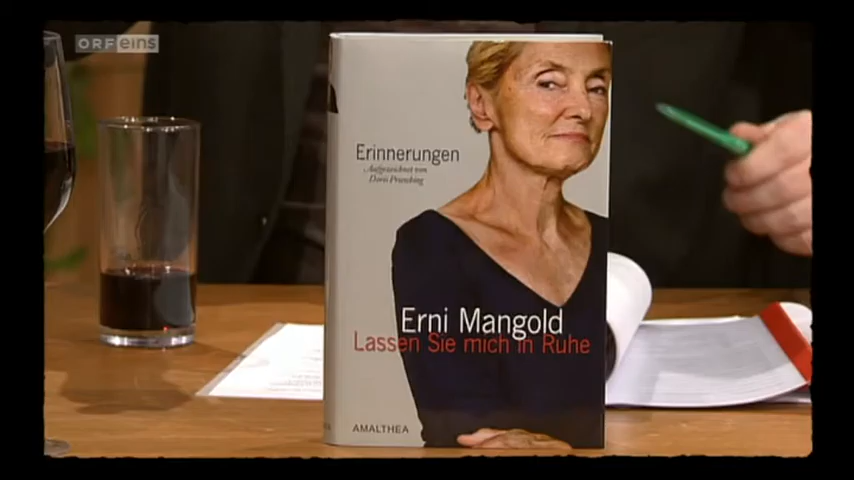 ORF eins
Erinnerungen
Aufgezeichnet von
Doris Priesching
Erni Mangold
Lassen Sie mich in Ruhe
AMALTHEA